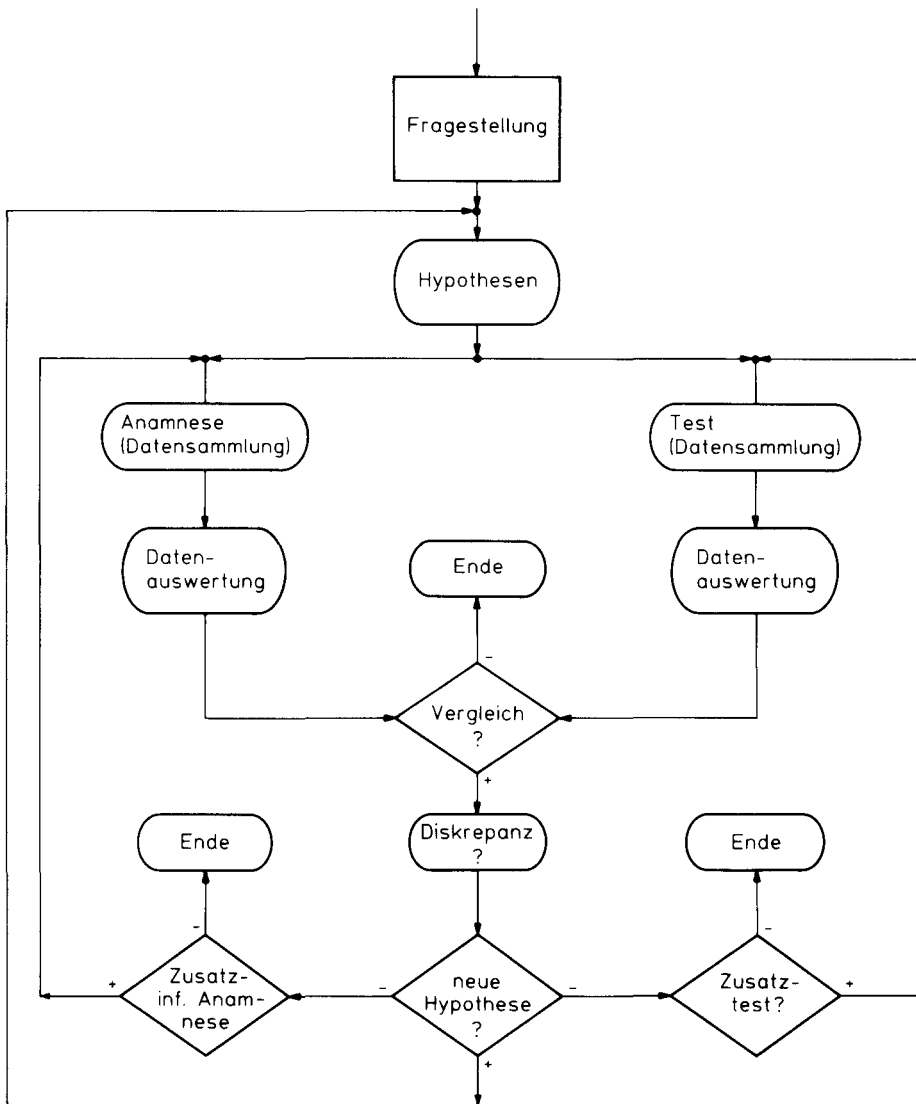 Fragestellung
Hypothesen
Anamnese
(Datensammlung)
Test
(Datensammlung)
Daten-
auswertung
Ende
Daten-
auswertung
-
Vergleich
?
+
Ende
Diskrepanz
?
Ende
-
-
+
Zusatz-
inf. Anam-
nese
-
neue
Hypothese
?
-
Zusatz-
test?
+
+